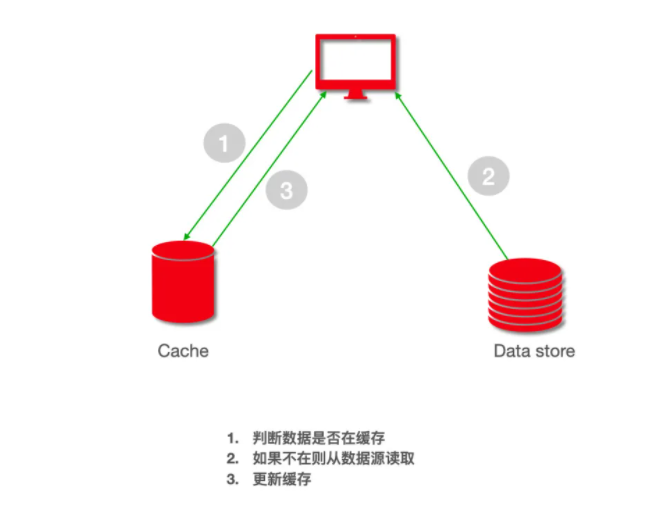 1
3
2
Cache
Data store
1. 判断数据是否在缓存
2. 如果不在则从数据源读取
3. 更新缓存